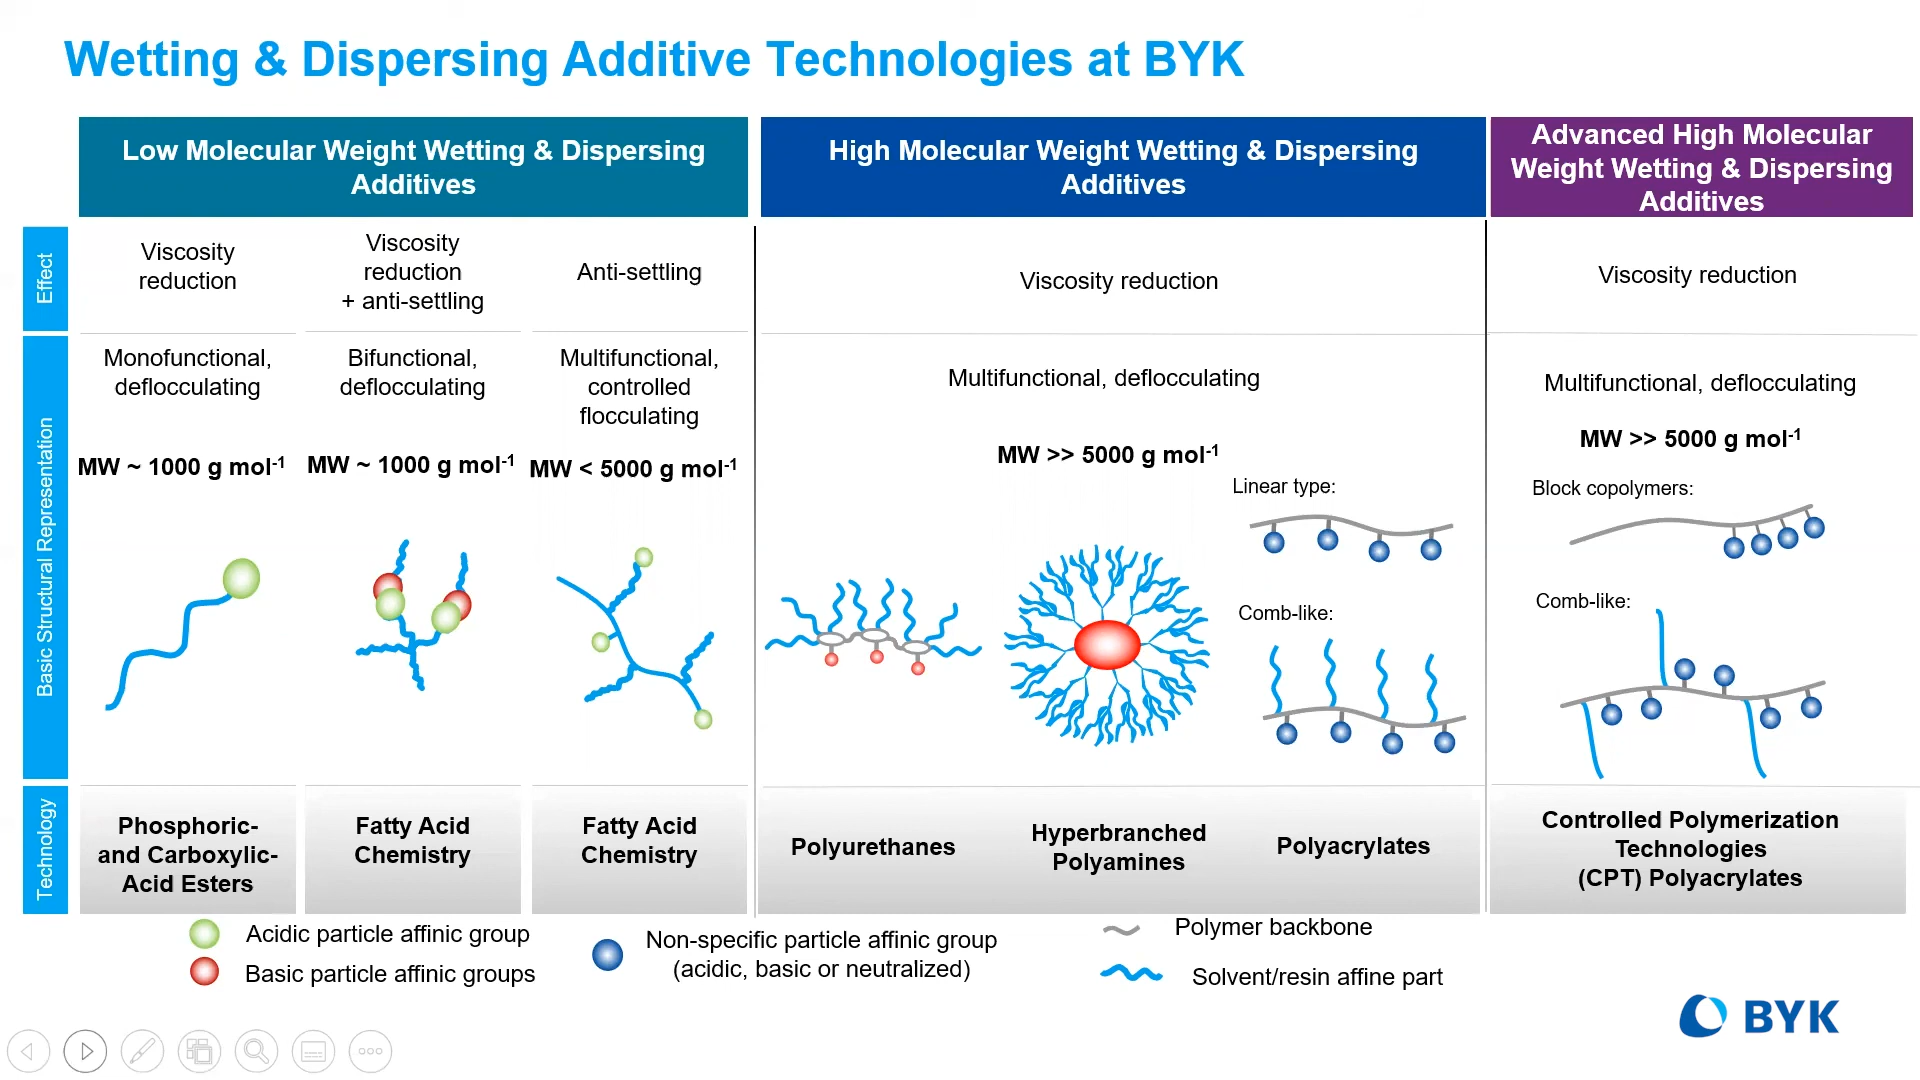 Wetting & Dispersing Additive Technologies at BYK
Low Molecular Weight Wetting & Dispersing
Additives
High Molecular Weight Wetting & Dispersing
Additives
Advanced High Molecular
Weight Wetting & Dispersing
Additives
Effect
Viscosity
reduction
Viscosity
reduction
+ anti-settling
Anti-settling
Viscosity reduction
Viscosity reduction
Basic Structural Representation
Monofunctional,
deflocculating
MW ~ 1000 g mol⁻¹
Bifunctional,
deflocculating
MW ~ 1000 g mol⁻¹
Multifunctional,
controlled
flocculating
MW < 5000 g mol⁻¹
Multifunctional, deflocculating
MW >> 5000 g mol⁻¹
Linear type:
Comb-like:
Multifunctional, deflocculating
MW >> 5000 g mol⁻¹
Block copolymers:
Comb-like:
Technology
Phosphoric-
and Carboxylic-
Acid Esters
Fatty Acid
Chemistry
Fatty Acid
Chemistry
Polyurethanes
Hyperbranched
Polyamines
Polyacrylates
Controlled Polymerization
Technologies
(CPT) Polyacrylates
Acidic particle affinic group
Basic particle affinic groups
Non-specific particle affinic group
(acidic, basic or neutralized)
Polymer backbone
Solvent/resin affine part
BYK